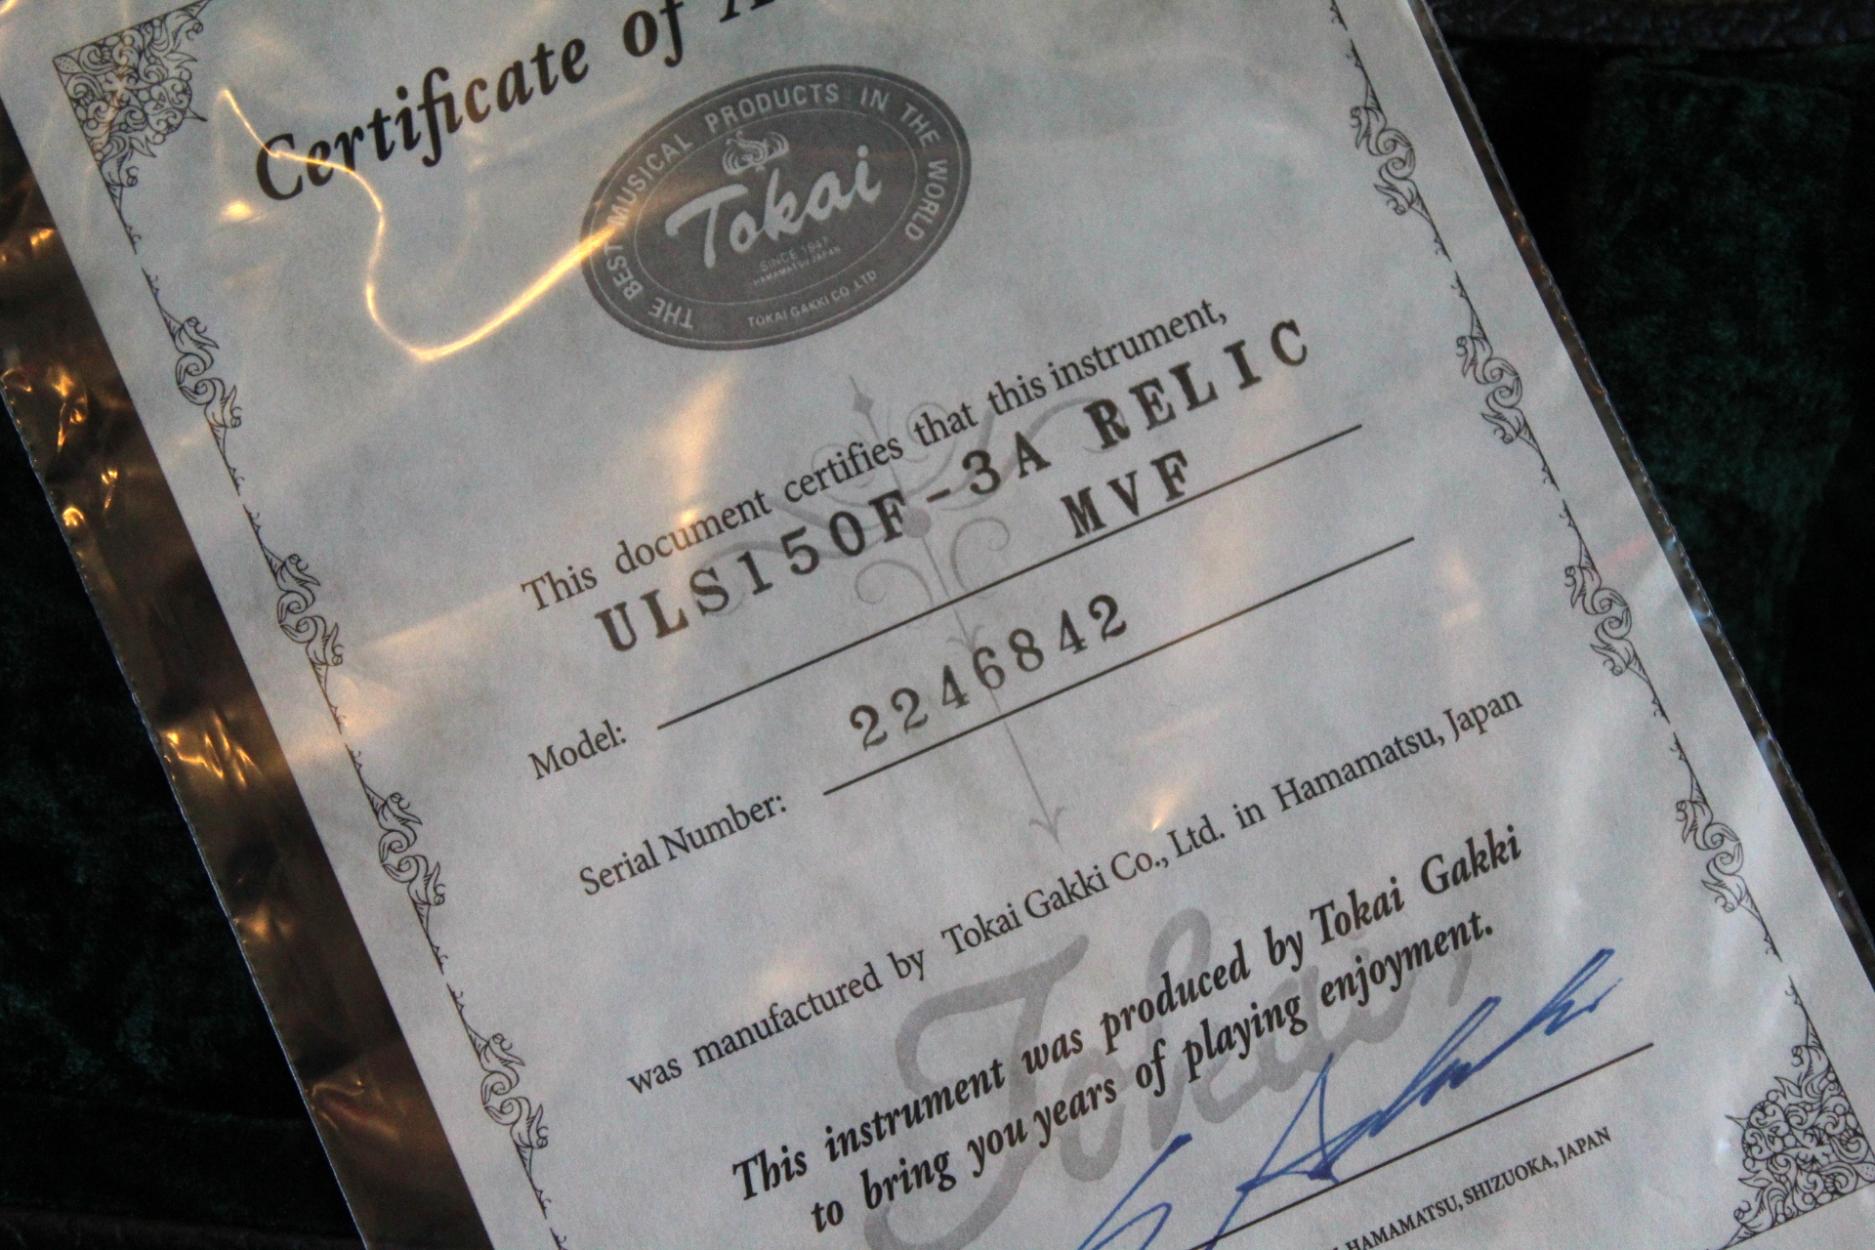 Certificate of
THE BEST MUSICAL PRODUCTS IN THE WORLD
Tokai
SINCE 1947
HAMAMATSU JAPAN
TOKAI GAKKI CO.,LTD
This document certifies that this instrument,
ULS150F-3A RELIC
MVF
Model:
2246842
Serial Number:
was manufactured by Tokai Gakki Co., Ltd. in Hamamatsu, Japan
Tokai
This instrument was produced by Tokai Gakki
to bring you years of playing enjoyment.
HAMAMATSU, SHIZUOKA, JAPAN